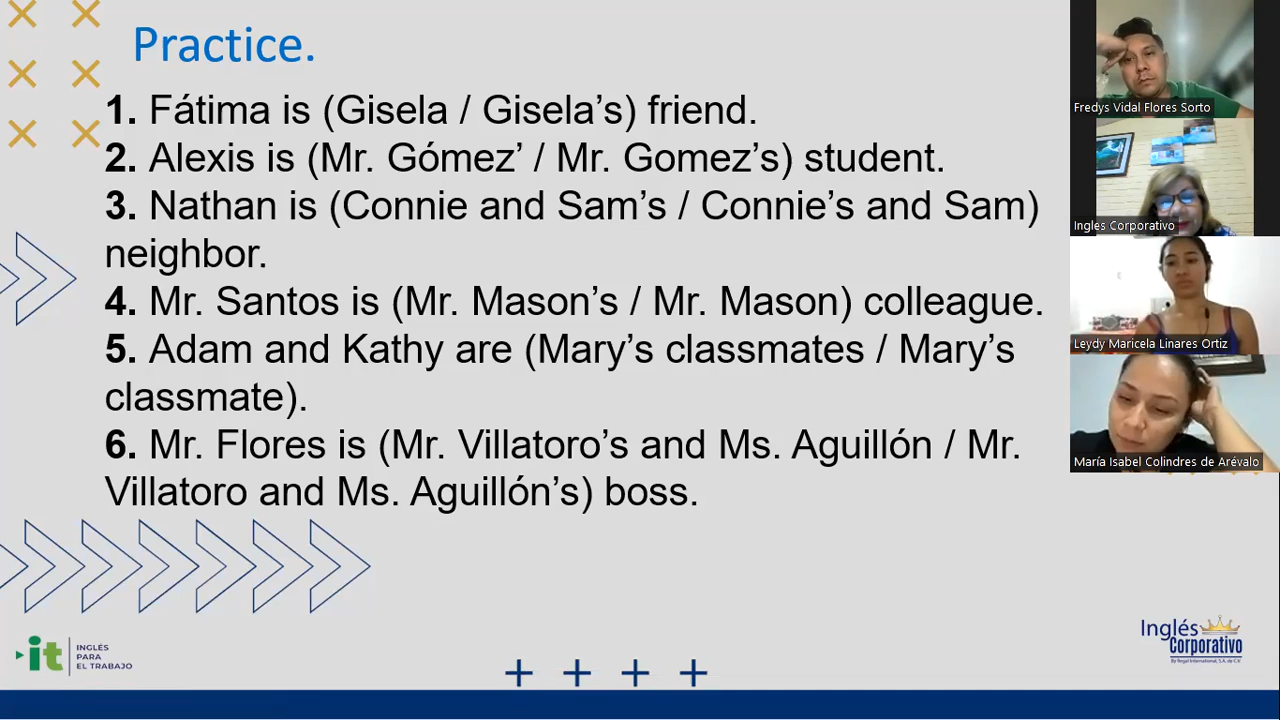 Practice.
1. Fátima is (Gisela / Gisela’s) friend.
2. Alexis is (Mr. Gómez’ / Mr. Gomez’s) student.
3. Nathan is (Connie and Sam’s / Connie’s and Sam)
neighbor.
4. Mr. Santos is (Mr. Mason’s / Mr. Mason) colleague.
5. Adam and Kathy are (Mary’s classmates / Mary’s
classmate).
6. Mr. Flores is (Mr. Villatoro’s and Ms. Aguillón / Mr.
Villatoro and Ms. Aguillón’s) boss.
Fredys Vidal Flores Sorto
Ingles Corporativo
Leydy Maricela Linares Ortiz
María Isabel Colindres de Arévalo
it
INGLÉS
PARA
EL TRABAJO
Inglés
Corporativo
By Regal International, S.A. de C.V